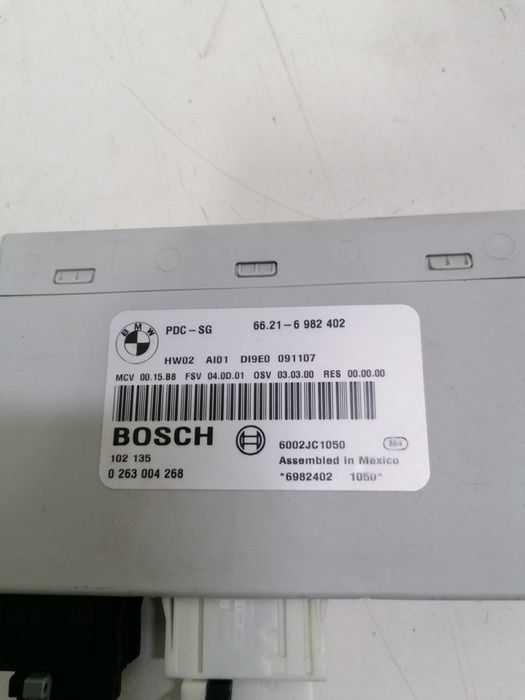 BMW
PDC-SG 66.21-6 982 402
HW02 AI01 DI9E0 091107
MCV 00.15.B8 FSV 04.0D.01 OSV 03.03.00 RES 00.00.00
BOSCH 6002JC1050 864
102 135 Assembled in Mexico
0 263 004 268 *6982402 1050*